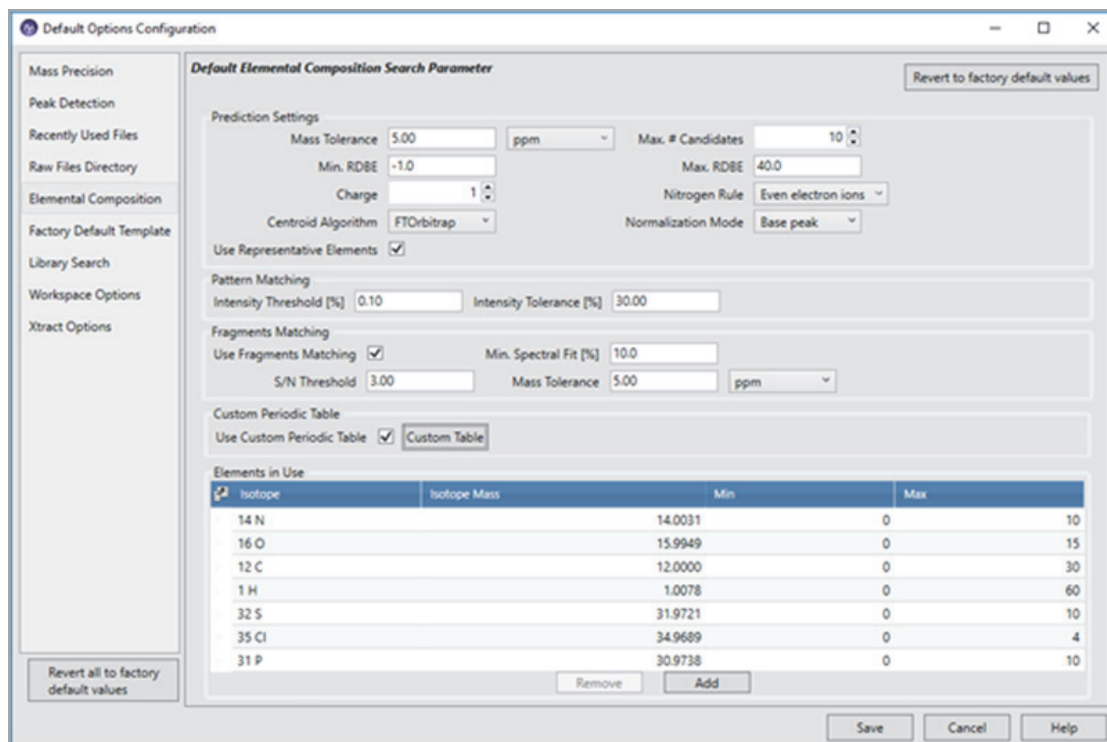 Default Options Configuration
Mass Precision
Peak Detection
Recently Used Files
Raw Files Directory
Elemental Composition
Factory Default Template
Library Search
Workspace Options
Xtract Options
Revert all to factory
default values
Default Elemental Composition Search Parameter
Revert to factory default values
Prediction Settings
Mass Tolerance 5.00 ppm Max. # Candidates 10
Min. RDBE -1.0 Max. RDBE 40.0
Charge 1 Nitrogen Rule Even electron ions
Centroid Algorithm FTOrbitrap Normalization Mode Base peak
Use Representative Elements
Pattern Matching
Intensity Threshold [%] 0.10 Intensity Tolerance [%] 30.00
Fragments Matching
Use Fragments Matching Min. Spectral Fit [%] 10.0
S/N Threshold 3.00 Mass Tolerance 5.00 ppm
Custom Periodic Table
Use Custom Periodic Table Custom Table
Elements in Use
Isotope Isotope Mass Min Max
14 N 14.0031 0 10
16 O 15.9949 0 15
12 C 12.0000 0 30
1 H 1.0078 0 60
32 S 31.9721 0 10
35 Cl 34.9689 0 4
31 P 30.9738 0 10
Remove Add
Save Cancel Help